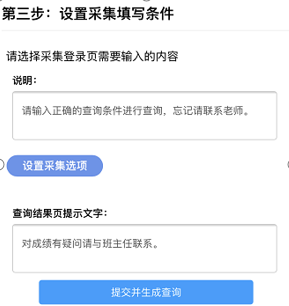 第三步：设置采集填写条件
请选择采集登录页需要输入的内容
说明：
请输入正确的查询条件进行查询，忘记请联系老师。
设置采集选项
查询结果页提示文字：
对成绩有疑问请与班主任联系。
提交并生成查询